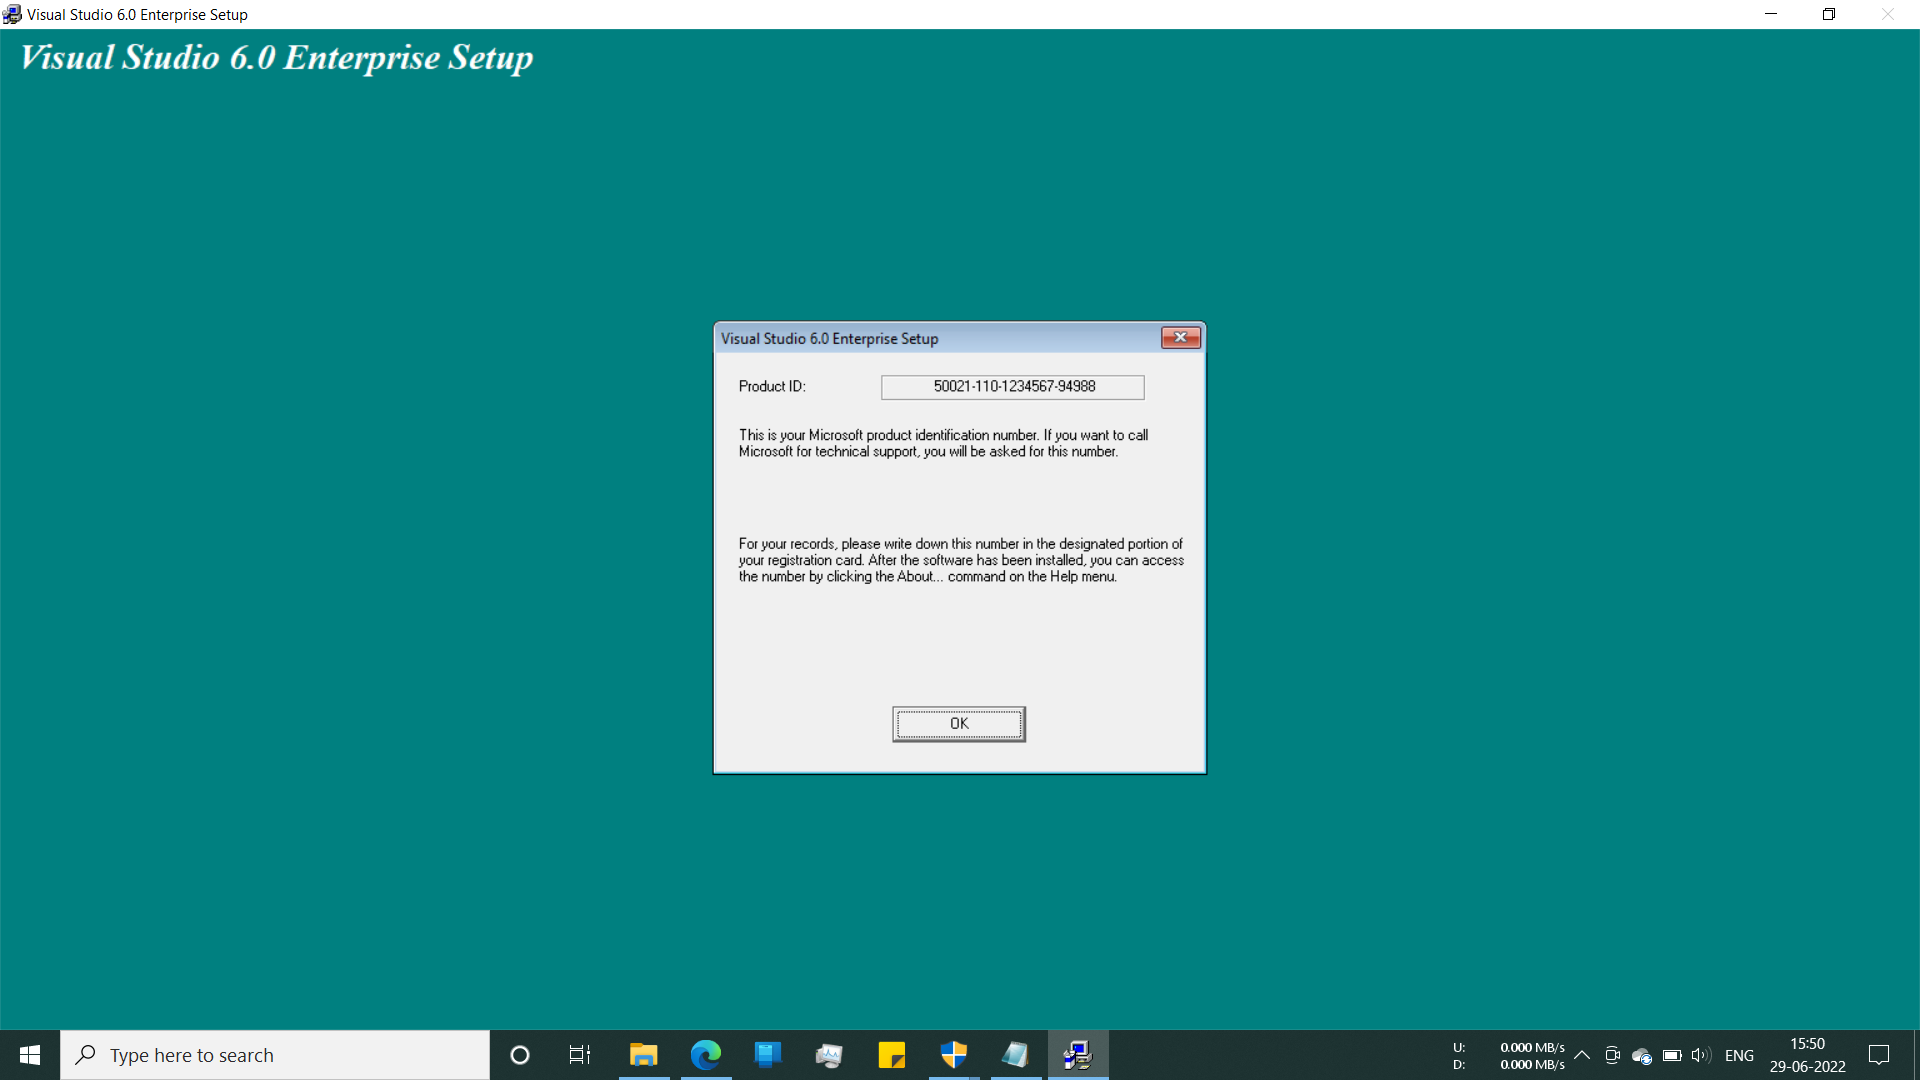 Visual Studio 6.0 Enterprise Setup
Visual Studio 6.0 Enterprise Setup
Visual Studio 6.0 Enterprise Setup
Product ID: 50021-110-1234567-94988
This is your Microsoft product identification number. If you want to call
Microsoft for technical support, you will be asked for this number.
For your records, please write down this number in the designated portion of
your registration card. After the software has been installed, you can access
the number by clicking the About... command on the Help menu.
OK
Type here to search
U: 0.000 MB/s
D: 0.000 MB/s
ENG
15:50
29-06-2022